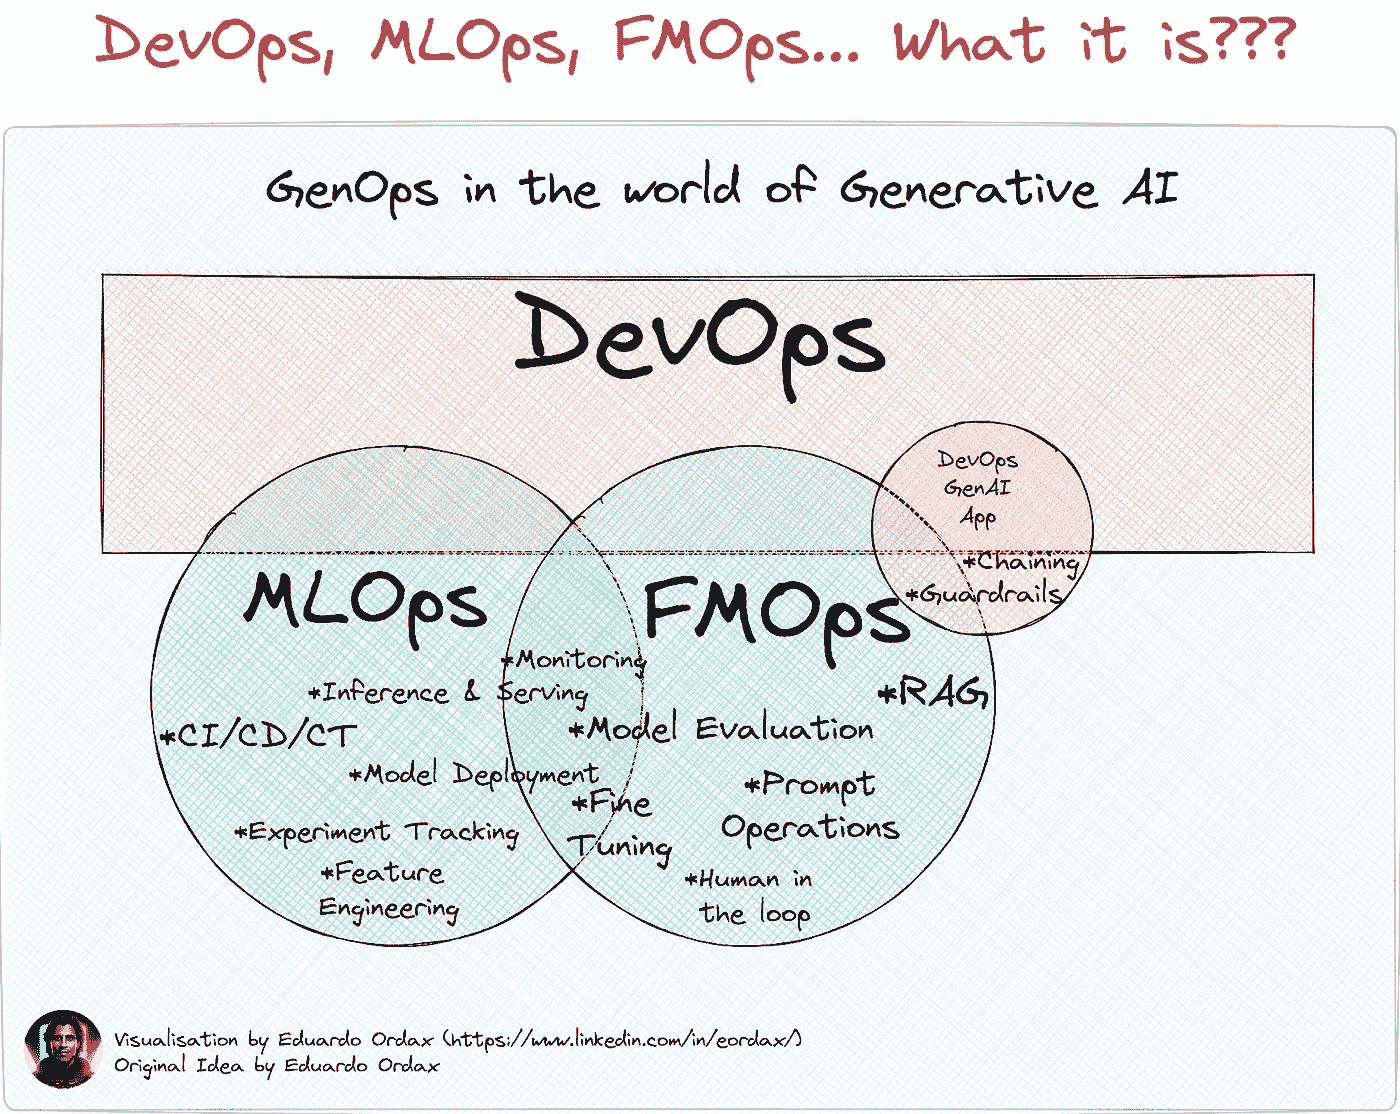 DevOps, MLOps, FMOps... What it is???
GenOps in the world of Generative AI
DevOps
DevOps
GenAI
App
*Chaining
*Guardrails
MLOps
FMOps
*Monitoring
*Inference & Serving
*RAG
*CI/CD/CT
*Model Evaluation
*Model Deployment
*Prompt
Operations
*Fine
Tuning
*Experiment Tracking
*Feature
Engineering
*Human in
the loop
Visualisation by Eduardo Ordax (https://www.linkedin.com/in/eordax/)
Original Idea by Eduardo Ordax